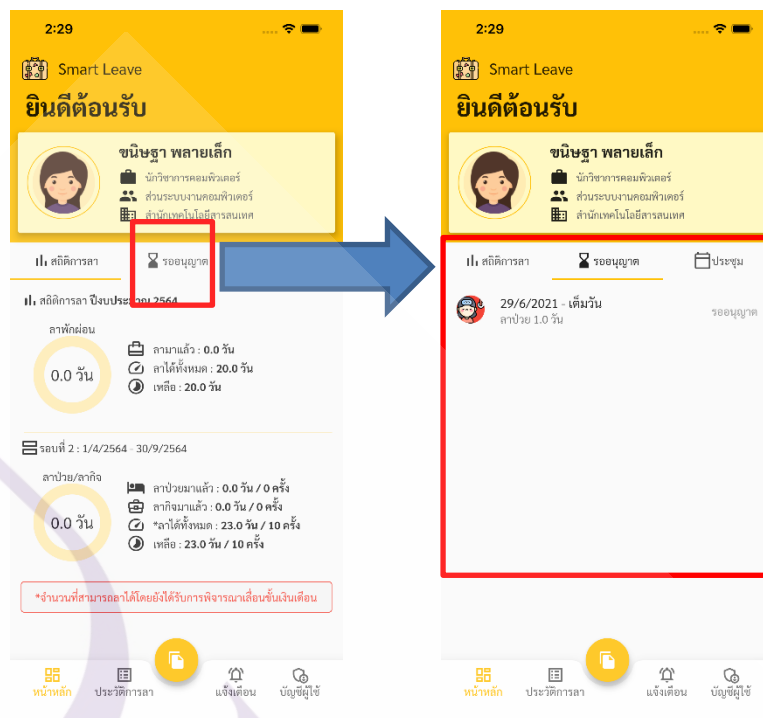 2:29
Smart Leave
ยินดีต้อนรับ
ขนิษฐา พลายเล็ก
นักวิชาการคอมพิวเตอร์
ส่วนระบบงานคอมพิวเตอร์
สำนักเทคโนโลยีสารสนเทศ
สถิติการลา
รออนุญาต
สถิติการลา ปีงบประมาณ 2564
ลาพักผ่อน
0.0 วัน
ลามาแล้ว : 0.0 วัน
ลาได้ทั้งหมด : 20.0 วัน
เหลือ : 20.0 วัน
รอบที่ 2 : 1/4/2564 - 30/9/2564
ลาป่วย/ลากิจ
0.0 วัน
ลาป่วยมาแล้ว : 0.0 วัน / 0 ครั้ง
ลากิจมาแล้ว : 0.0 วัน / 0 ครั้ง
*ลาได้ทั้งหมด : 23.0 วัน / 10 ครั้ง
เหลือ : 23.0 วัน / 10 ครั้ง
*จำนวนที่สามารถลาได้โดยยังได้รับการพิจารณาเลื่อนขั้นเงินเดือน
หน้าหลัก
ประวัติการลา
แจ้งเตือน
บัญชีผู้ใช้
2:29
Smart Leave
ยินดีต้อนรับ
ขนิษฐา พลายเล็ก
นักวิชาการคอมพิวเตอร์
ส่วนระบบงานคอมพิวเตอร์
สำนักเทคโนโลยีสารสนเทศ
สถิติการลา
รออนุญาต
ประชุม
29/6/2021 - เต็มวัน
ลาป่วย 1.0 วัน
รออนุญาต
หน้าหลัก
ประวัติการลา
แจ้งเตือน
บัญชีผู้ใช้